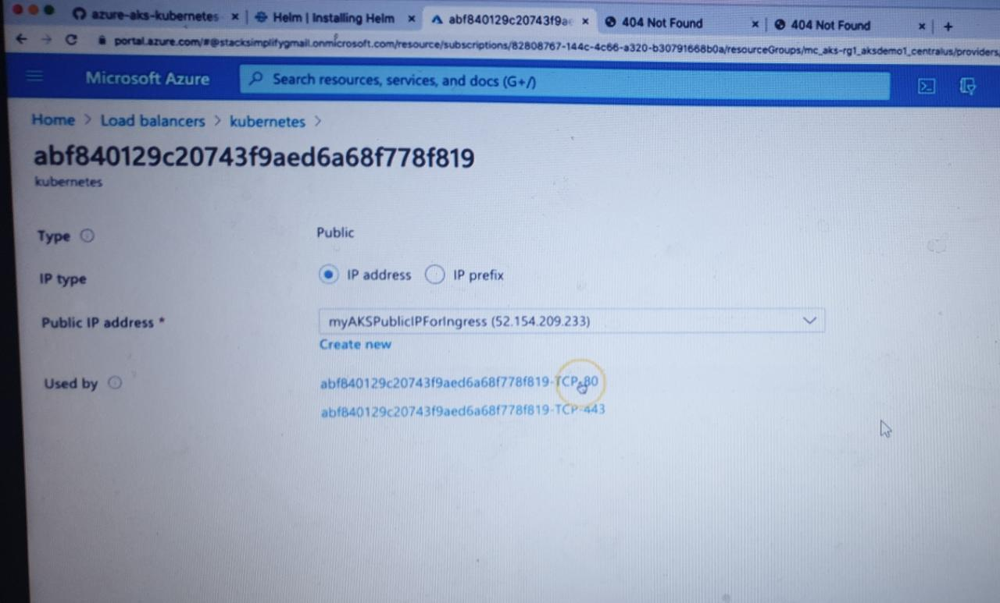 azure-aks-kubernetes
Helm | Installing Helm
abf840129c20743f9ae
404 Not Found
404 Not Found
portal.azure.com/#@stacksimplifygmail.onmicrosoft.com/resource/subscriptions/82808767-144c-4c66-a320-b30791668b0a/resourceGroups/mc_aks-rg1_aksdemo1_centralus/providers/
Microsoft Azure
Search resources, services, and docs (G+/)
Home > Load balancers > kubernetes >
abf840129c20743f9aed6a68f778f819
kubernetes
Type
Public
IP type
IP address
IP prefix
Public IP address *
myAKSPublicIPForIngress (52.154.209.233)
Create new
Used by
abf840129c20743f9aed6a68f778f819-TCP-80
abf840129c20743f9aed6a68f778f819-TCP-443